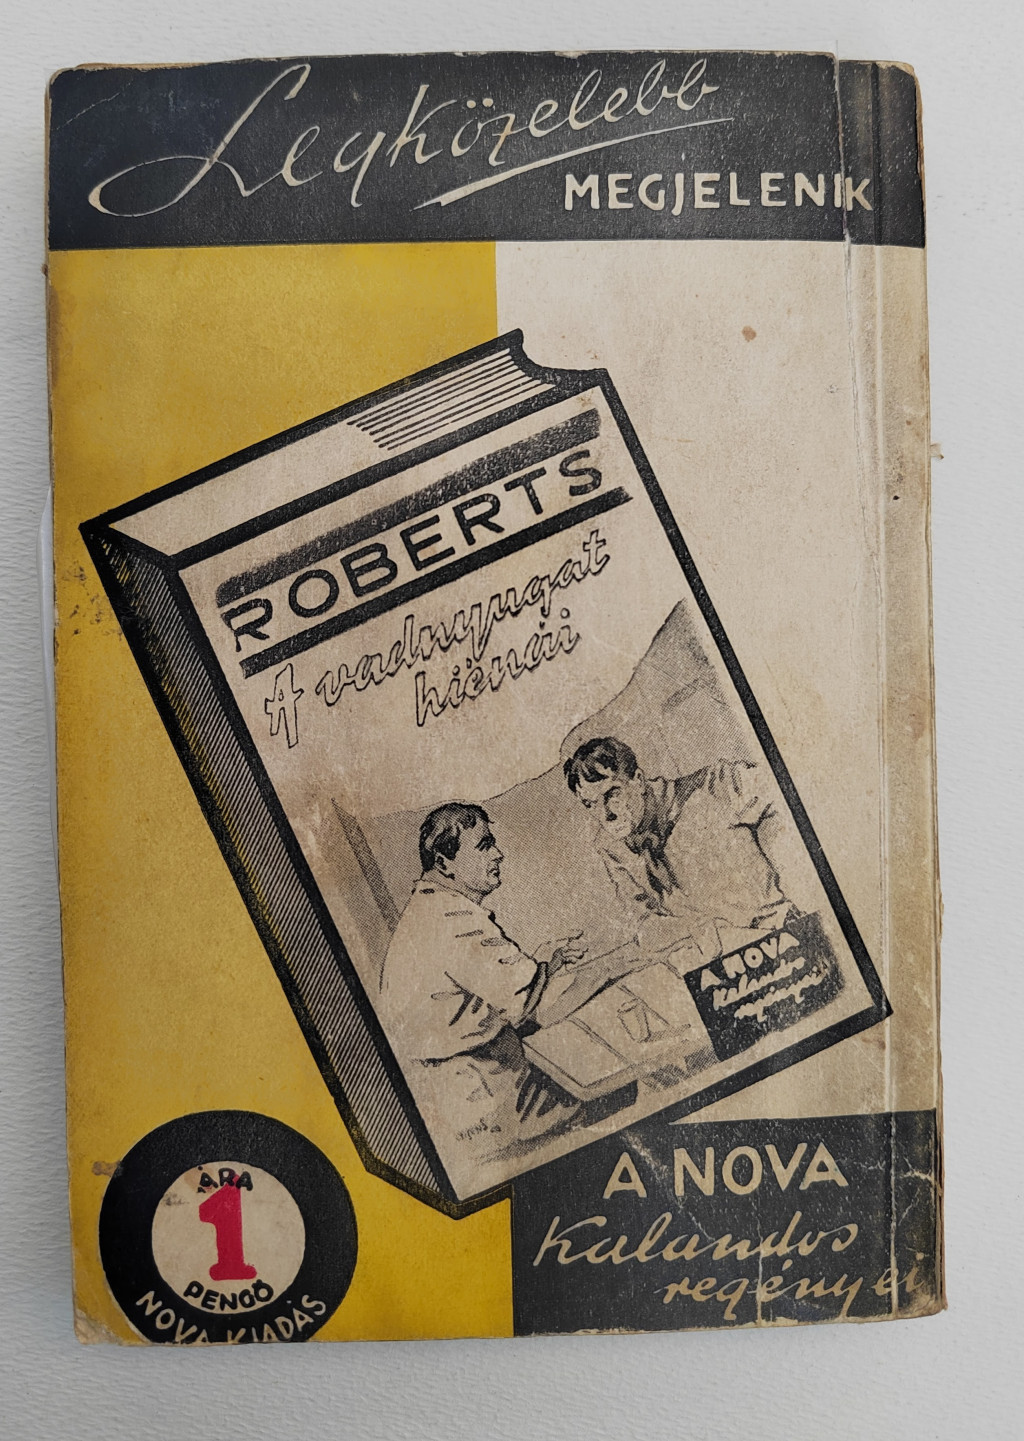 Legközelebb
MEGJELENIK
ROBERTS
A vadnyugat
hiénái
A NOVA
Kalandos
regényei
A NOVA
Kalandos
regényei
ÁRA
1
PENGŐ
NOVA KIADÁS